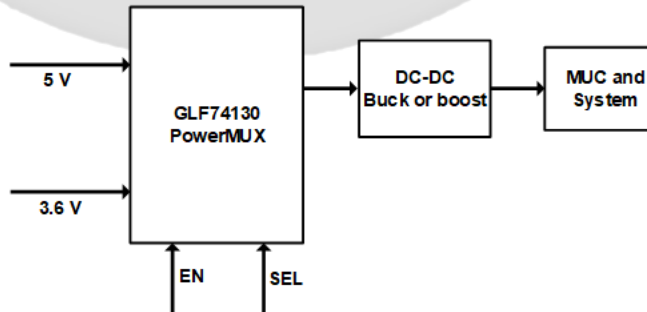 5 V
3.6 V
GLF74130
PowerMUX
EN
SEL
DC-DC
Buck or boost
MUC and
System